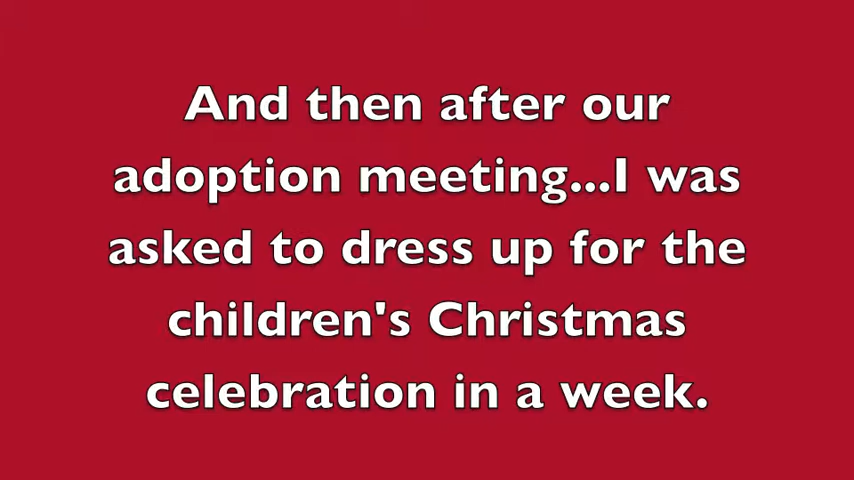 And then after our
adoption meeting...I was
asked to dress up for the
children's Christmas
celebration in a week.